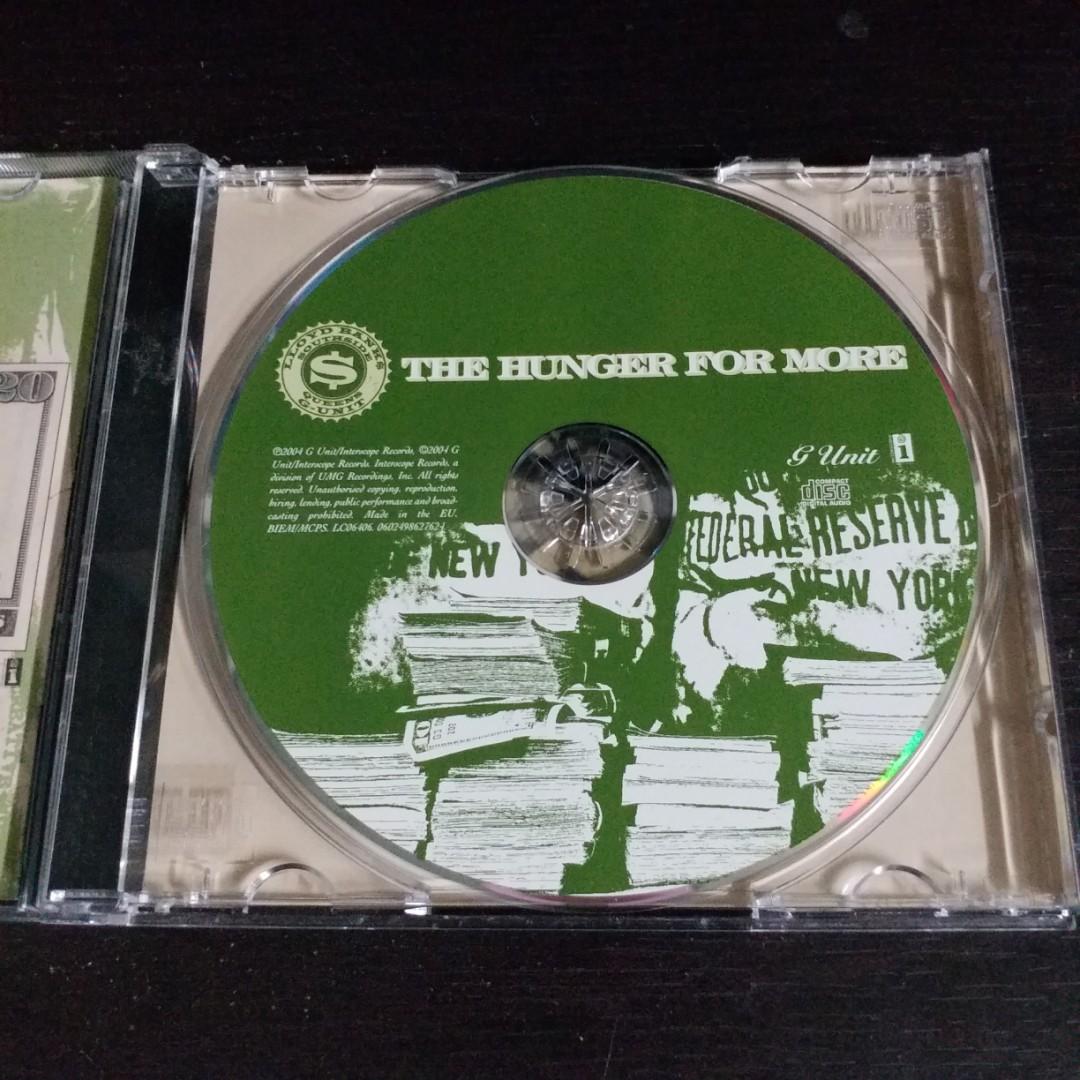 LLOYD BANKS
SOUTHSIDE
$
QUEENS
G-UNIT
THE HUNGER FOR MORE
℗2004 G Unit/Interscope Records, ©2004 G
Unit/Interscope Records. Interscope Records, a
division of UMG Recordings, Inc. All rights
reserved. Unauthorised copying, reproduction,
hiring, lending, public performance and broad-
casting prohibited. Made in the EU.
BIEM/MCPS. LC06406. 0602498627624
G Unit i
COMPACT
disc
DIGITAL AUDIO
FEDERAL RESERVE B
OF NEW Y
NEW YORK
20
i